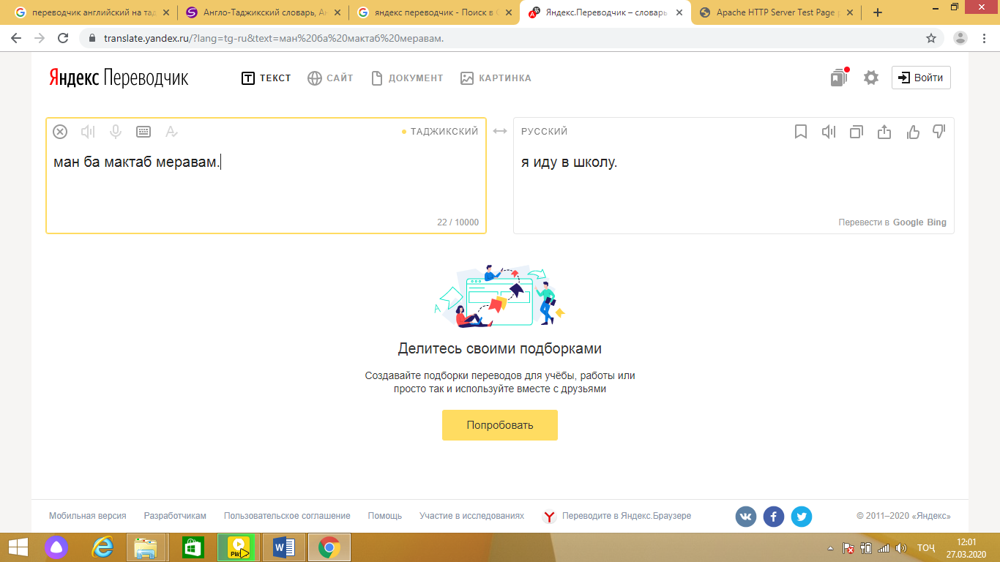 переводчик английский на тад
Англо-Таджикский словарь, Ан
яндекс переводчик - Поиск в G
Яндекс.Переводчик – словарь
Apache HTTP Server Test Page p
translate.yandex.ru/?lang=tg-ru&text=ман%20ба%20мактаб%20меравам.
Яндекс Переводчик
ТЕКСТ
САЙТ
ДОКУМЕНТ
КАРТИНКА
Войти
ТАДЖИКСКИЙ
РУССКИЙ
ман ба мактаб меравам.
я иду в школу.
22 / 10000
Перевести в Google Bing
Делитесь своими подборками
Создавайте подборки переводов для учёбы, работы или
просто так и используйте вместе с друзьями
Попробовать
Мобильная версия
Разработчикам
Пользовательское соглашение
Помощь
Участие в исследованиях
Переводите в Яндекс.Браузере
© 2011–2020 «Яндекс»
ТОҶ
12:01
27.03.2020